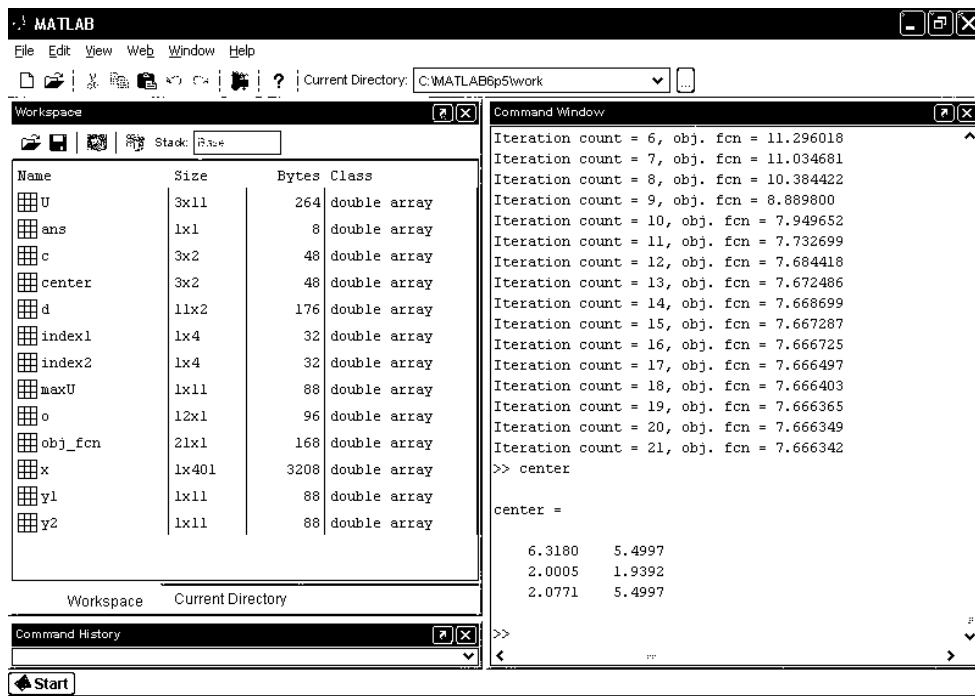 MATLAB
File Edit View Web Window Help
? Current Directory: C:\MATLAB6p5\work ...
Workspace
Stack: Base
Name Size Bytes Class
U 3x11 264 double array
ans 1x1 8 double array
c 3x2 48 double array
center 3x2 48 double array
d 11x2 176 double array
index1 1x4 32 double array
index2 1x4 32 double array
maxU 1x11 88 double array
o 12x1 96 double array
obj_fcn 21x1 168 double array
x 1x401 3208 double array
y1 1x11 88 double array
y2 1x11 88 double array
Workspace Current Directory
Command History
Command Window
Iteration count = 6, obj. fcn = 11.296018
Iteration count = 7, obj. fcn = 11.034681
Iteration count = 8, obj. fcn = 10.384422
Iteration count = 9, obj. fcn = 8.889800
Iteration count = 10, obj. fcn = 7.949652
Iteration count = 11, obj. fcn = 7.732699
Iteration count = 12, obj. fcn = 7.684418
Iteration count = 13, obj. fcn = 7.672486
Iteration count = 14, obj. fcn = 7.668699
Iteration count = 15, obj. fcn = 7.667287
Iteration count = 16, obj. fcn = 7.666725
Iteration count = 17, obj. fcn = 7.666497
Iteration count = 18, obj. fcn = 7.666403
Iteration count = 19, obj. fcn = 7.666365
Iteration count = 20, obj. fcn = 7.666349
Iteration count = 21, obj. fcn = 7.666342
>> center
center =
6.3180 5.4997
2.0005 1.9392
2.0771 5.4997
>>
Start